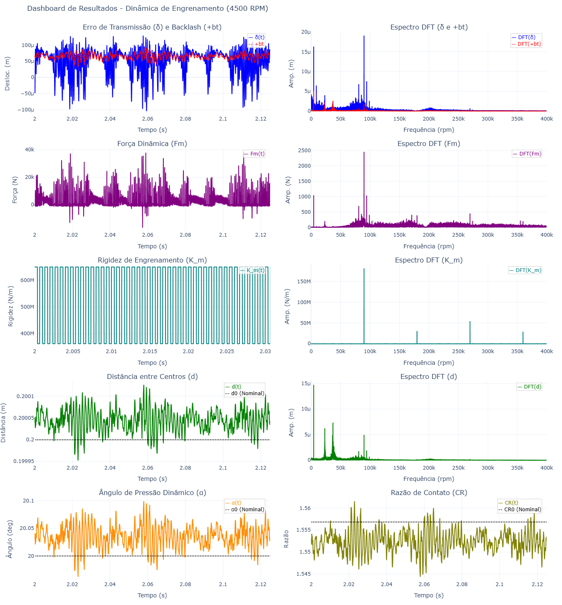 Dashboard de Resultados - Dinâmica de Engrenamento (4500 RPM)
Erro de Transmissão (δ) e Backlash (+bt)
Desloc. (m)
100μ
50μ
0
−50μ
−100μ
2
2.02
2.04
2.06
2.08
2.1
2.12
Tempo (s)
δ(t)
+bt
Espectro DFT (δ e +bt)
Amp. (m)
20μ
15μ
10μ
5μ
0
0
50k
100k
150k
200k
250k
300k
350k
400k
Frequência (rpm)
DFT(δ)
DFT(+bt)
Força Dinâmica (Fm)
Força (N)
40k
20k
0
2
2.02
2.04
2.06
2.08
2.1
2.12
Tempo (s)
Fm(t)
Espectro DFT (Fm)
Amp. (N)
2500
2000
1500
1000
500
0
0
50k
100k
150k
200k
250k
300k
350k
400k
Frequência (rpm)
DFT(Fm)
Rigidez de Engrenamento (K_m)
Rigidez (N/m)
600M
500M
400M
2
2.005
2.01
2.015
2.02
2.025
2.03
Tempo (s)
K_m(t)
Espectro DFT (K_m)
Amp. (N/m)
150M
100M
50M
0
0
50k
100k
150k
200k
250k
300k
350k
400k
Frequência (rpm)
DFT(K_m)
Distância entre Centros (d)
Distância (m)
0.2001
0.20005
0.2
0.19995
2
2.02
2.04
2.06
2.08
2.1
2.12
Tempo (s)
d(t)
d0 (Nominal)
Espectro DFT (d)
Amp. (m)
15μ
10μ
5μ
0
0
50k
100k
150k
200k
250k
300k
350k
400k
Frequência (rpm)
DFT(d)
Ângulo de Pressão Dinâmico (α)
Ângulo (deg)
20.1
20.05
20
2
2.02
2.04
2.06
2.08
2.1
2.12
Tempo (s)
α(t)
α0 (Nominal)
Razão de Contato (CR)
Razão
1.56
1.555
1.55
1.545
2
2.02
2.04
2.06
2.08
2.1
2.12
Tempo (s)
CR(t)
CR0 (Nominal)